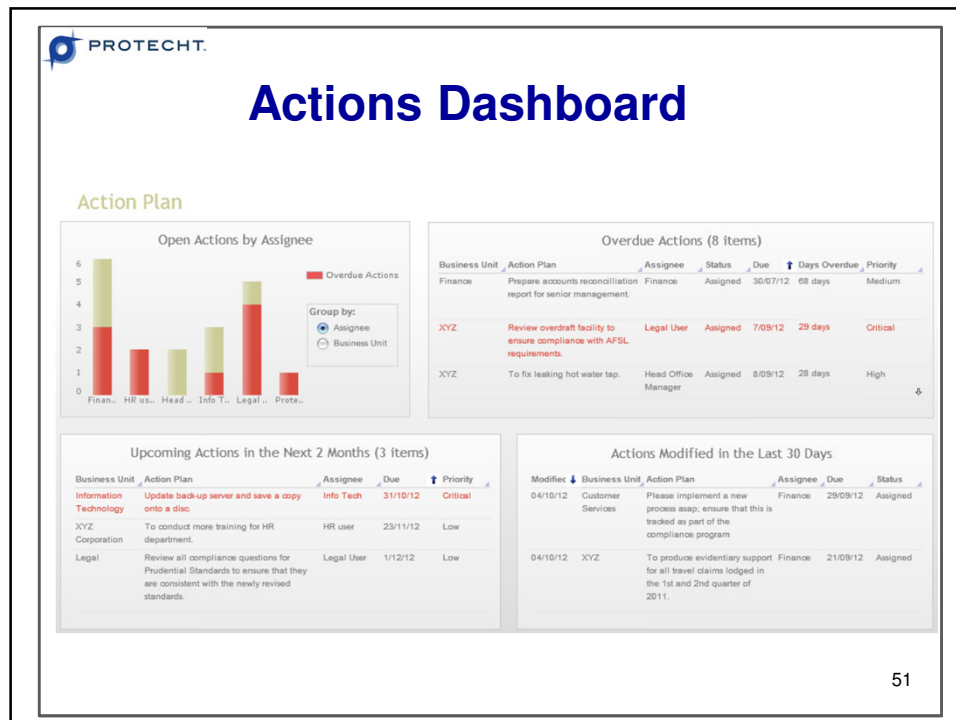 PROTECHT.
Actions Dashboard
Action Plan
Open Actions by Assignee
6
5
4
3
2
1
0
Finan.. HR us.. Head .. Info T.. Legal .. Prote..
Overdue Actions
Group by:
Assignee
Business Unit
Overdue Actions (8 items)
Business Unit Action Plan Assignee Status Due Days Overdue Priority
Finance Prepare accounts reconcilliation Finance Assigned 30/07/12 68 days Medium
report for senior management.
XYZ Review overdraft facility to Legal User Assigned 7/09/12 29 days Critical
ensure compliance with AFSL
requirements.
XYZ To fix leaking hot water tap. Head Office Assigned 8/09/12 28 days High
Manager
Upcoming Actions in the Next 2 Months (3 items)
Business Unit Action Plan Assignee Due Priority
Information Update back-up server and save a copy Info Tech 31/10/12 Critical
Technology onto a disc.
XYZ To conduct more training for HR HR user 23/11/12 Low
Corporation department.
Legal Review all compliance questions for Legal User 1/12/12 Low
Prudential Standards to ensure that they
are consistent with the newly revised
standards.
Actions Modified in the Last 30 Days
Modified Business Unit Action Plan Assignee Due Status
04/10/12 Customer Please implement a new Finance 29/09/12 Assigned
Services process asap; ensure that this is
tracked as part of the
compliance program
04/10/12 XYZ To produce evidentiary support Finance 21/09/12 Assigned
for all travel claims lodged in
the 1st and 2nd quarter of
2011.
51